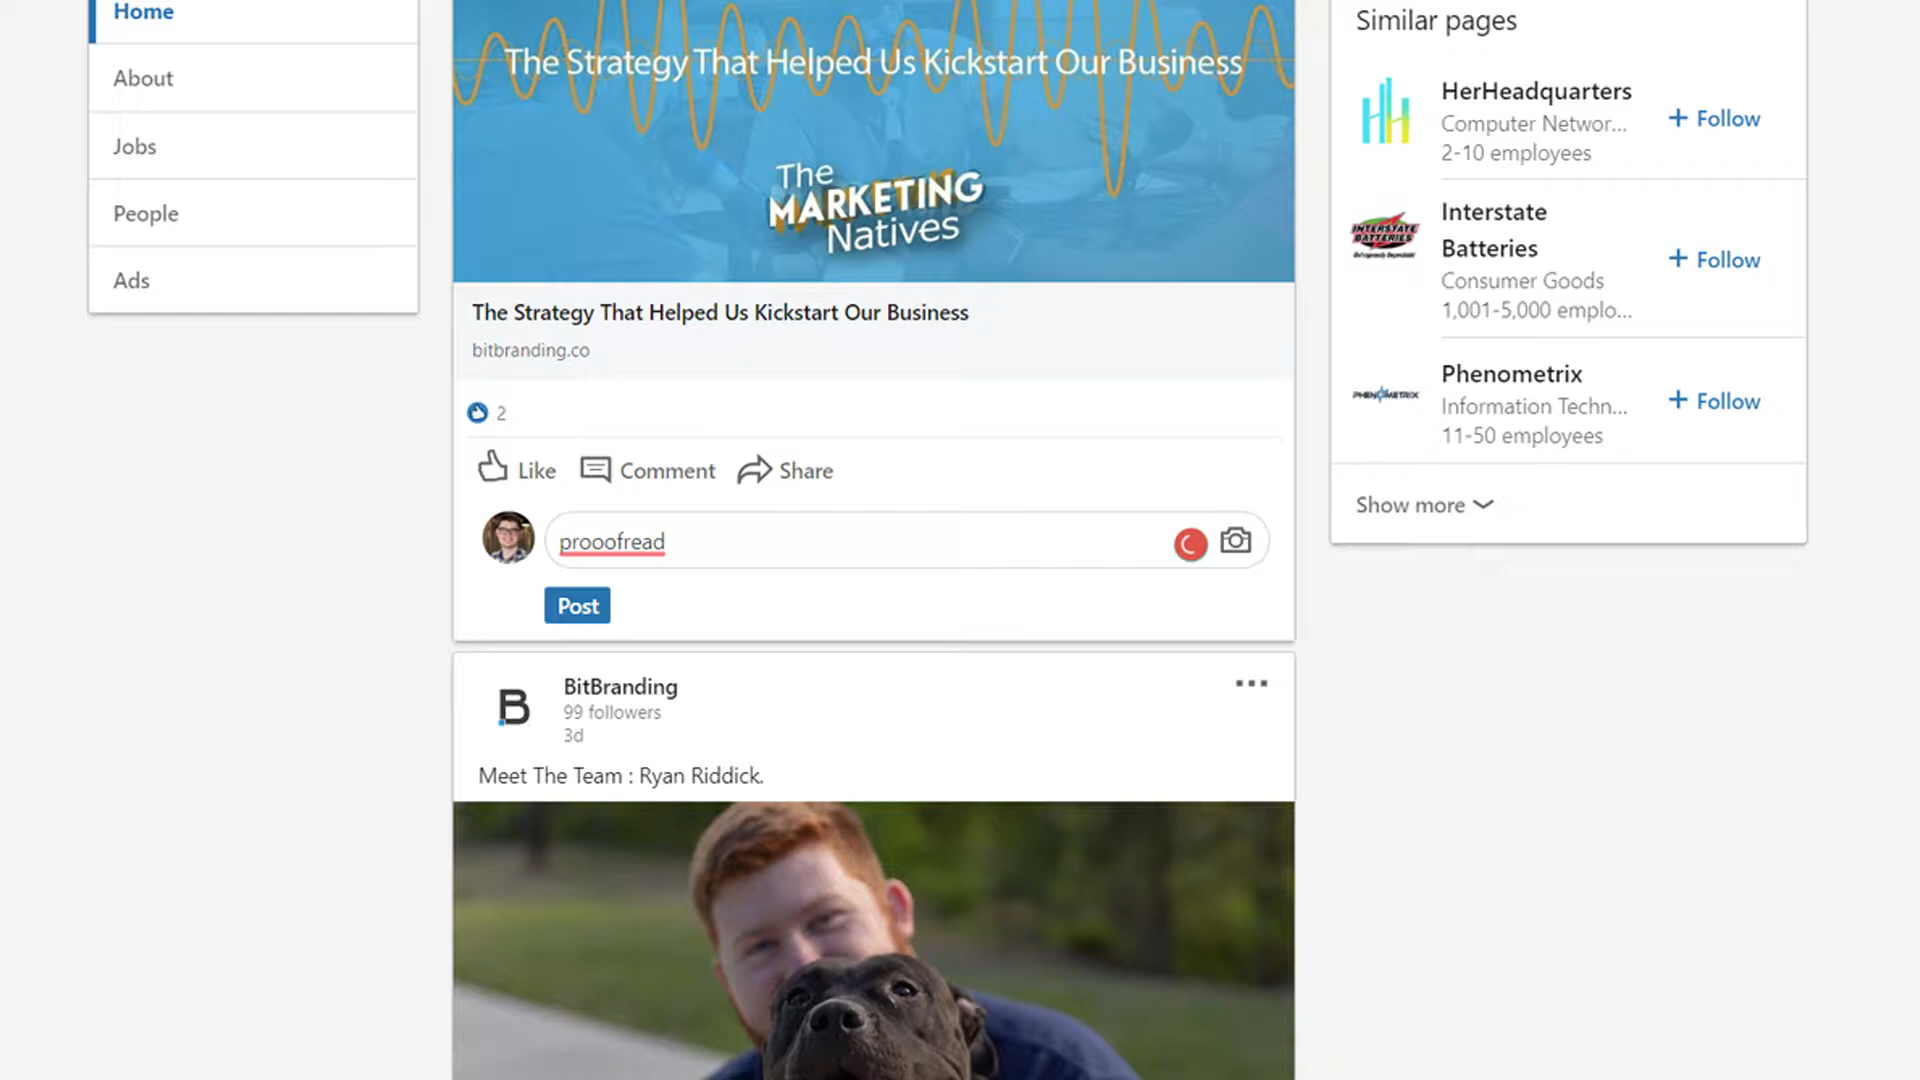 Home
About
Jobs
People
Ads
The Strategy That Helped Us Kickstart Our Business
The
MARKETING
Natives
The Strategy That Helped Us Kickstart Our Business
bitbranding.co
2
Like
Comment
Share
prooofread
Post
B
BitBranding
99 followers
3d
Meet The Team : Ryan Riddick.
Similar pages
HerHeadquarters
Computer Networ...
2-10 employees
+ Follow
INTERSTATE
BATTERIES
Interstate
Batteries
Consumer Goods
1,001-5,000 emplo...
+ Follow
PHENOMETRIX
Phenometrix
Information Techn...
11-50 employees
+ Follow
Show more